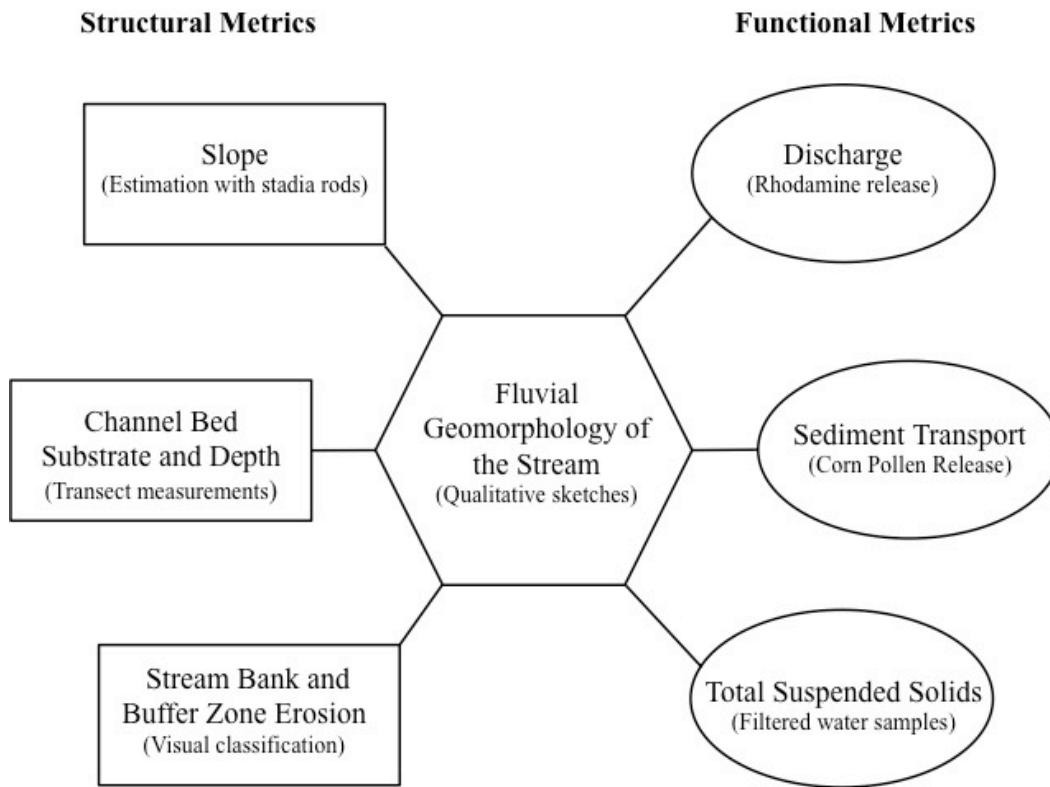 Structural Metrics
Functional Metrics
Slope
(Estimation with stadia rods)
Discharge
(Rhodamine release)
Channel Bed
Substrate and Depth
(Transect measurements)
Fluvial
Geomorphology of
the Stream
(Qualitative sketches)
Sediment Transport
(Corn Pollen Release)
Stream Bank and
Buffer Zone Erosion
(Visual classification)
Total Suspended Solids
(Filtered water samples)